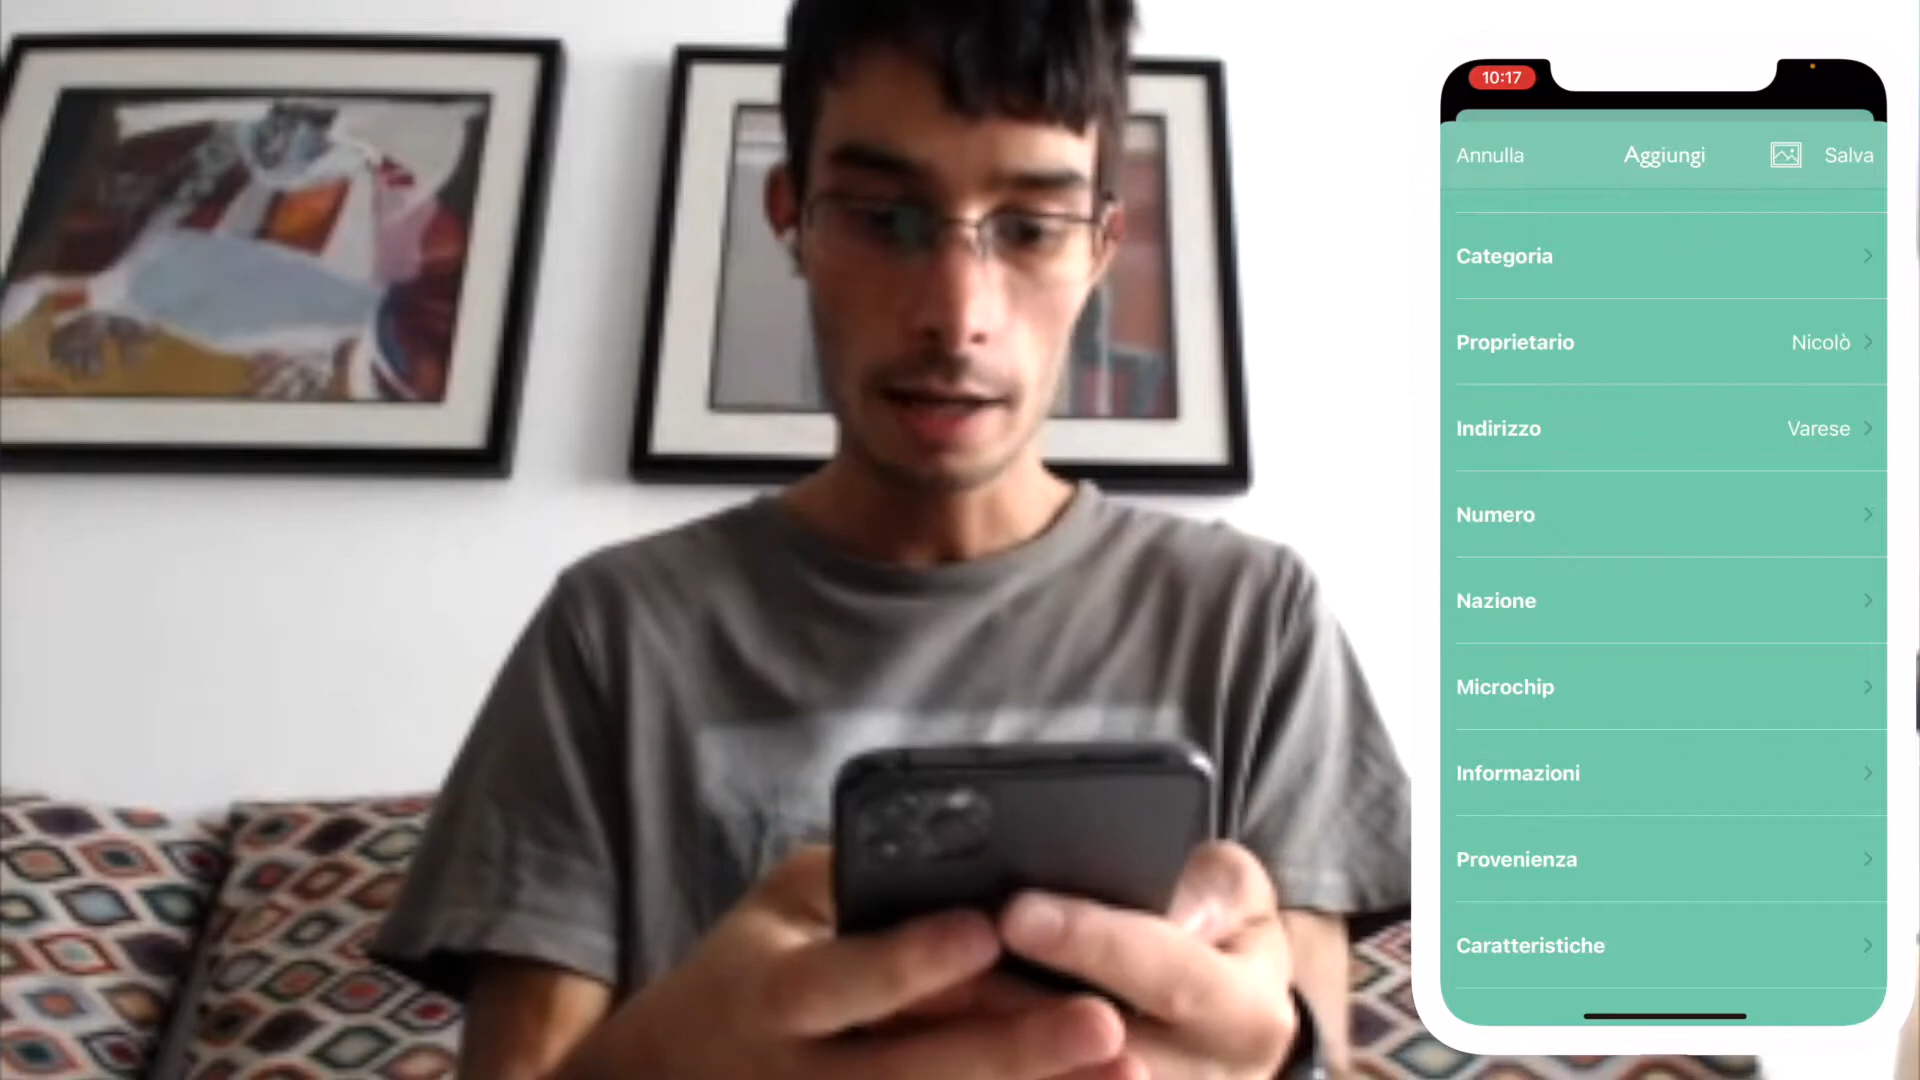 10:17
Annulla Aggiungi Salva
Categoria
Proprietario Nicolò
Indirizzo Varese
Numero
Nazione
Microchip
Informazioni
Provenienza
Caratteristiche